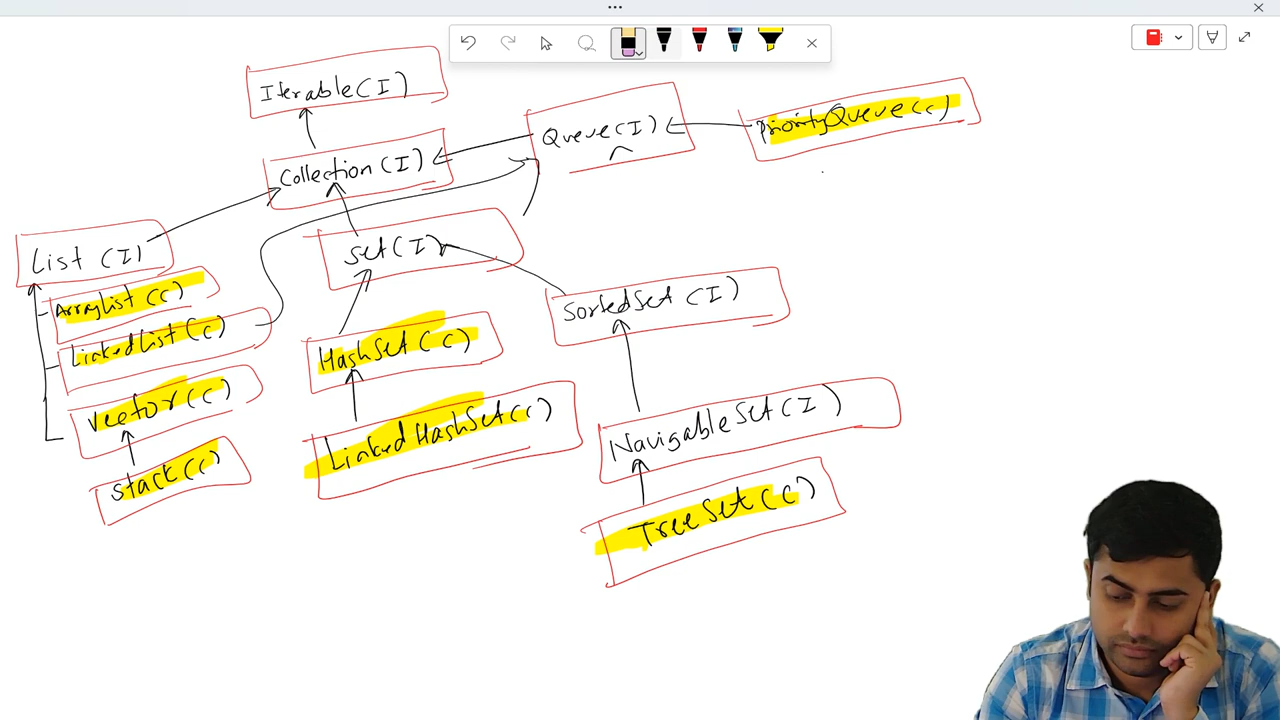 Iterable (I)
Queue (I)
priorityQueue (C)
Collection (I)
List (I)
Set (I)
ArrayList (C)
SortedSet (I)
LinkedList (C)
HashSet (C)
Vector (C)
LinkedHashSet (C)
NavigableSet (I)
stack (C)
TreeSet (C)